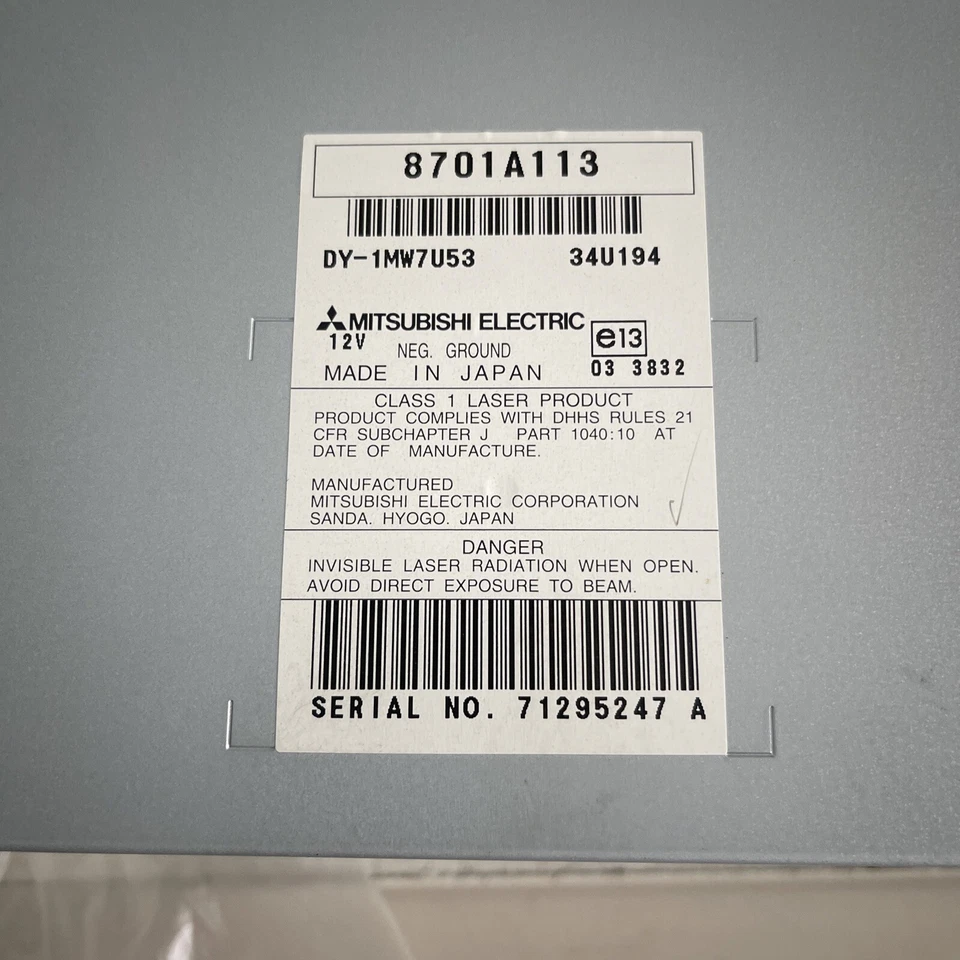 8701A113
DY-1MW7U53 34U194
MITSUBISHI ELECTRIC
12V NEG. GROUND e13
MADE IN JAPAN 03 3832
CLASS 1 LASER PRODUCT
PRODUCT COMPLIES WITH DHHS RULES 21
CFR SUBCHAPTER J PART 1040:10 AT
DATE OF MANUFACTURE.
MANUFACTURED
MITSUBISHI ELECTRIC CORPORATION
SANDA. HYOGO. JAPAN
DANGER
INVISIBLE LASER RADIATION WHEN OPEN.
AVOID DIRECT EXPOSURE TO BEAM.
SERIAL NO. 71295247 A